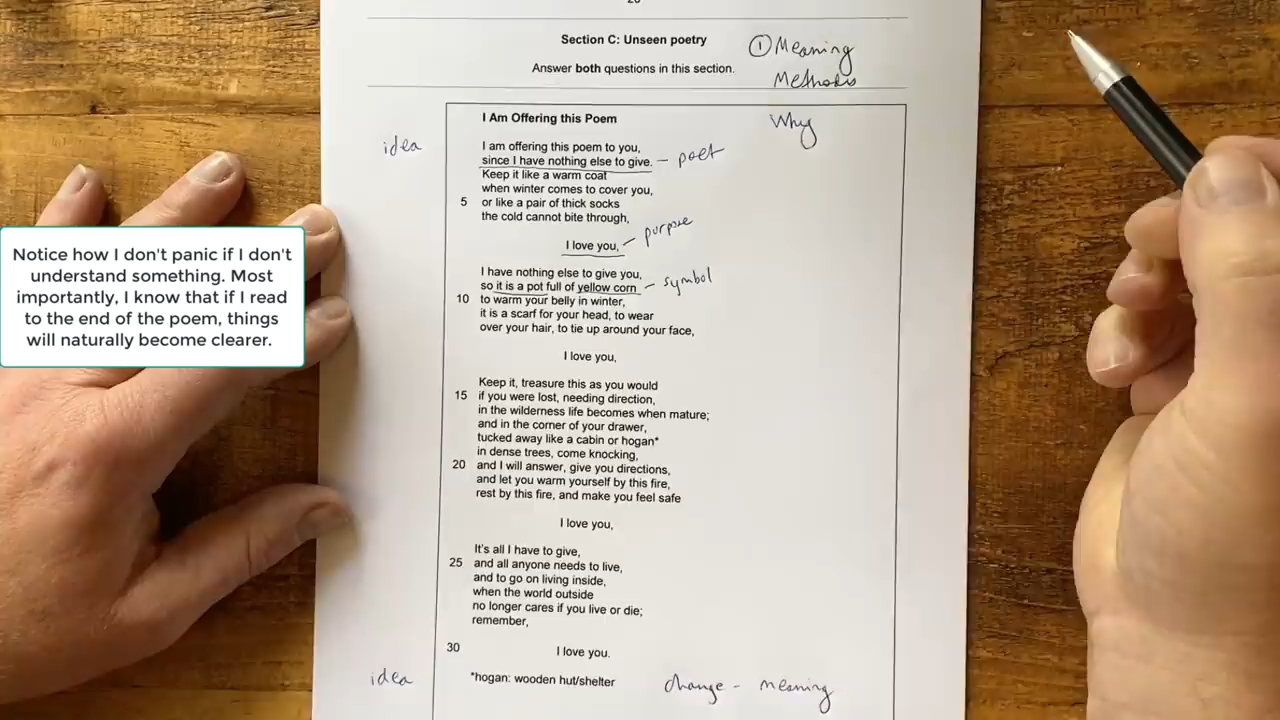 Section C: Unseen poetry
① Meaning
Answer both questions in this section.
Methods
I Am Offering this Poem
Why
idea
I am offering this poem to you,
since I have nothing else to give. – poet
Keep it like a warm coat
when winter comes to cover you,
5 or like a pair of thick socks
the cold cannot bite through,
I love you, – purpose
I have nothing else to give you,
so it is a pot full of yellow corn – symbol
10 to warm your belly in winter,
it is a scarf for your head, to wear
over your hair, to tie up around your face,
I love you,
Keep it, treasure this as you would
15 if you were lost, needing direction,
in the wilderness life becomes when mature;
and in the corner of your drawer,
tucked away like a cabin or hogan*
in dense trees, come knocking,
20 and I will answer, give you directions,
and let you warm yourself by this fire,
rest by this fire, and make you feel safe
I love you,
It's all I have to give,
25 and all anyone needs to live,
and to go on living inside,
when the world outside
no longer cares if you live or die;
remember,
30 I love you.
idea
*hogan: wooden hut/shelter
change – meaning
Notice how I don't panic if I don't
understand something. Most
importantly, I know that if I read
to the end of the poem, things
will naturally become clearer.